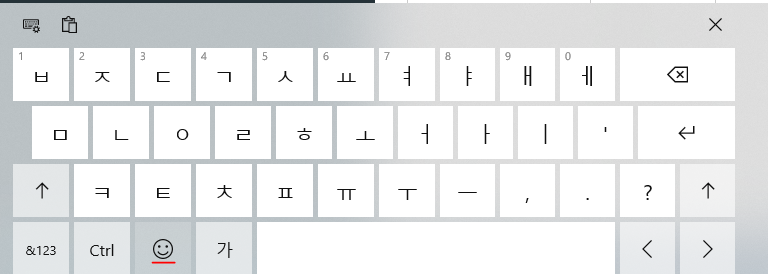 1 2 3 4 5 6 7 8 9 0
ㅂ ㅈ ㄷ ㄱ ㅅ ㅛ ㅕ ㅑ ㅐ ㅔ
ㅁ ㄴ ㅇ ㄹ ㅎ ㅗ ㅓ ㅏ ㅣ '
ㅋ ㅌ ㅊ ㅍ ㅠ ㅜ ㅡ , . ?
&123 Ctrl 가